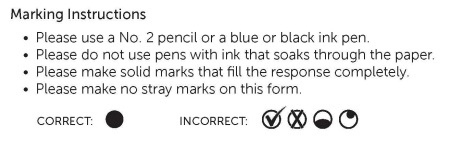 Marking Instructions
• Please use a No. 2 pencil or a blue or black ink pen.
• Please do not use pens with ink that soaks through the paper.
• Please make solid marks that fill the response completely.
• Please make no stray marks on this form.
CORRECT: INCORRECT: